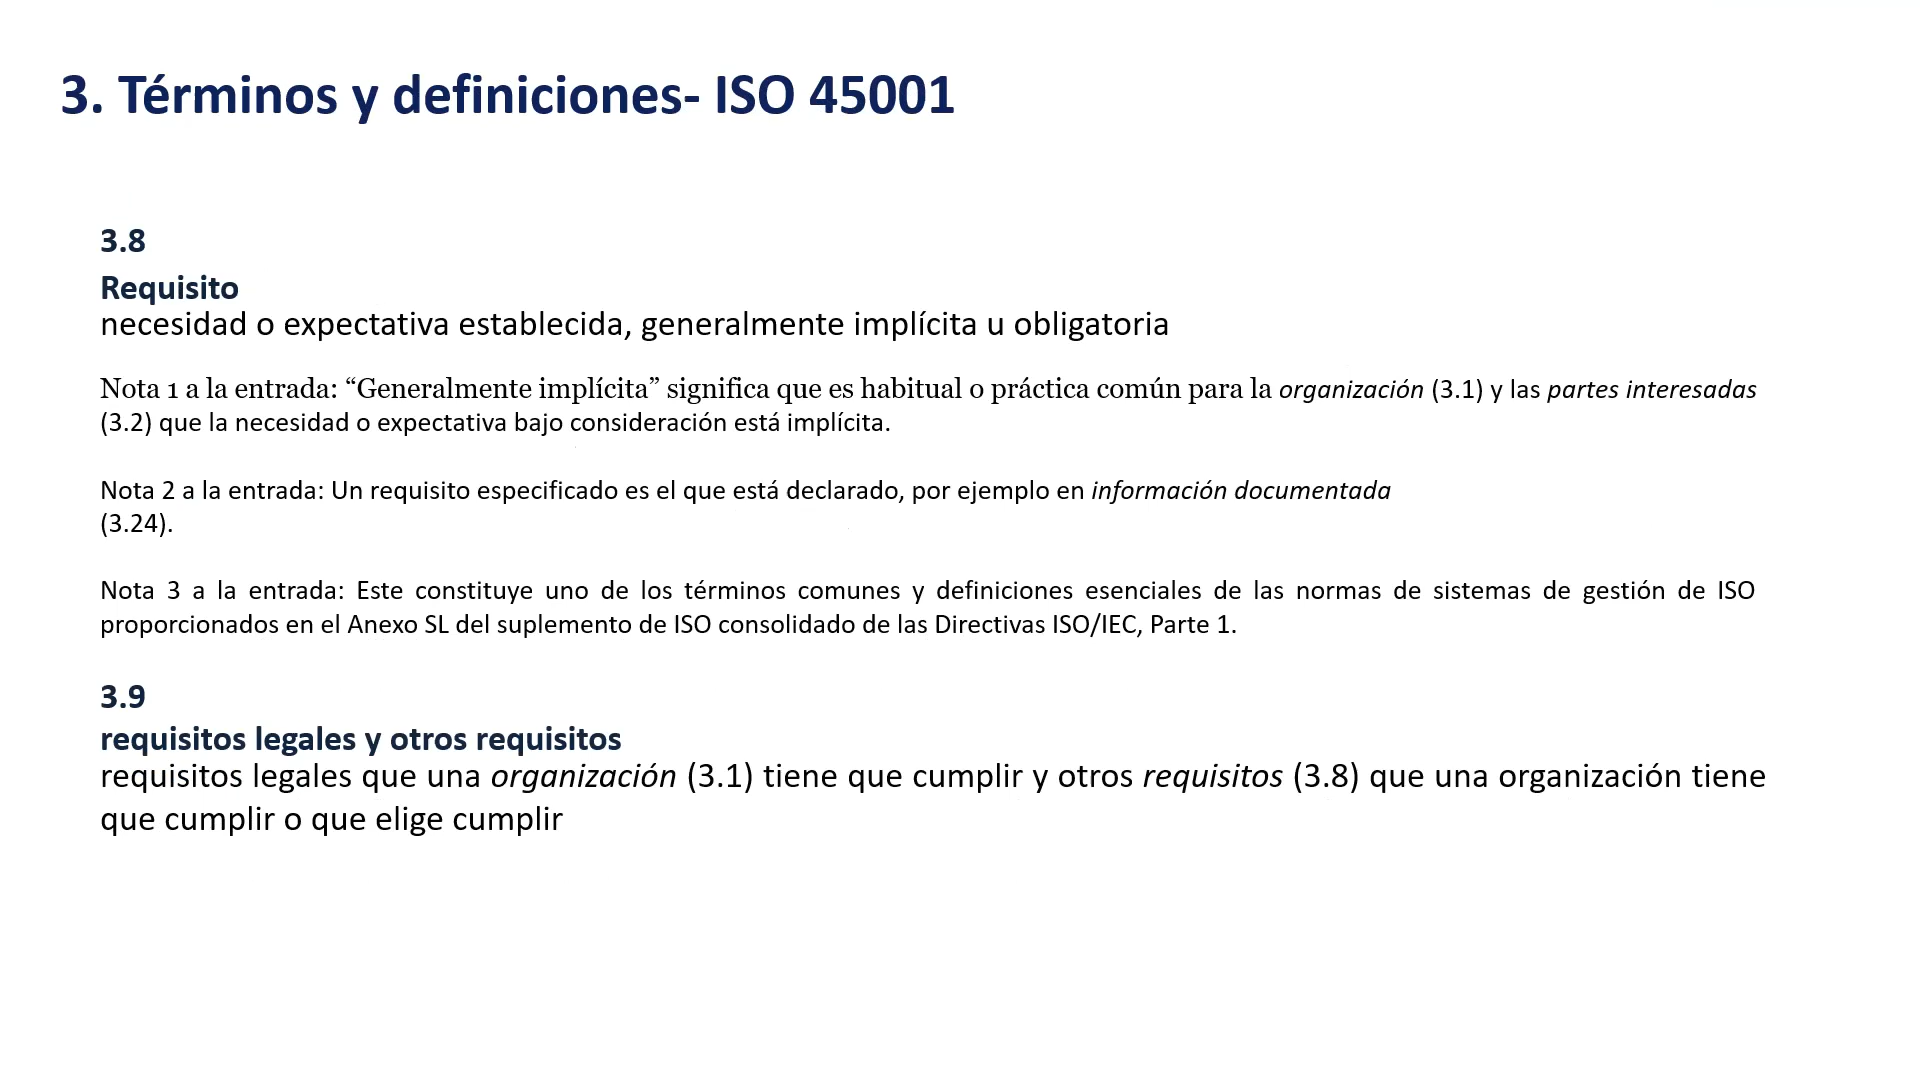 3. Términos y definiciones- ISO 45001
3.8
Requisito
necesidad o expectativa establecida, generalmente implícita u obligatoria
Nota 1 a la entrada: “Generalmente implícita” significa que es habitual o práctica común para la organización (3.1) y las partes interesadas
(3.2) que la necesidad o expectativa bajo consideración está implícita.
Nota 2 a la entrada: Un requisito especificado es el que está declarado, por ejemplo en información documentada
(3.24).
Nota 3 a la entrada: Este constituye uno de los términos comunes y definiciones esenciales de las normas de sistemas de gestión de ISO
proporcionados en el Anexo SL del suplemento de ISO consolidado de las Directivas ISO/IEC, Parte 1.
3.9
requisitos legales y otros requisitos
requisitos legales que una organización (3.1) tiene que cumplir y otros requisitos (3.8) que una organización tiene
que cumplir o que elige cumplir